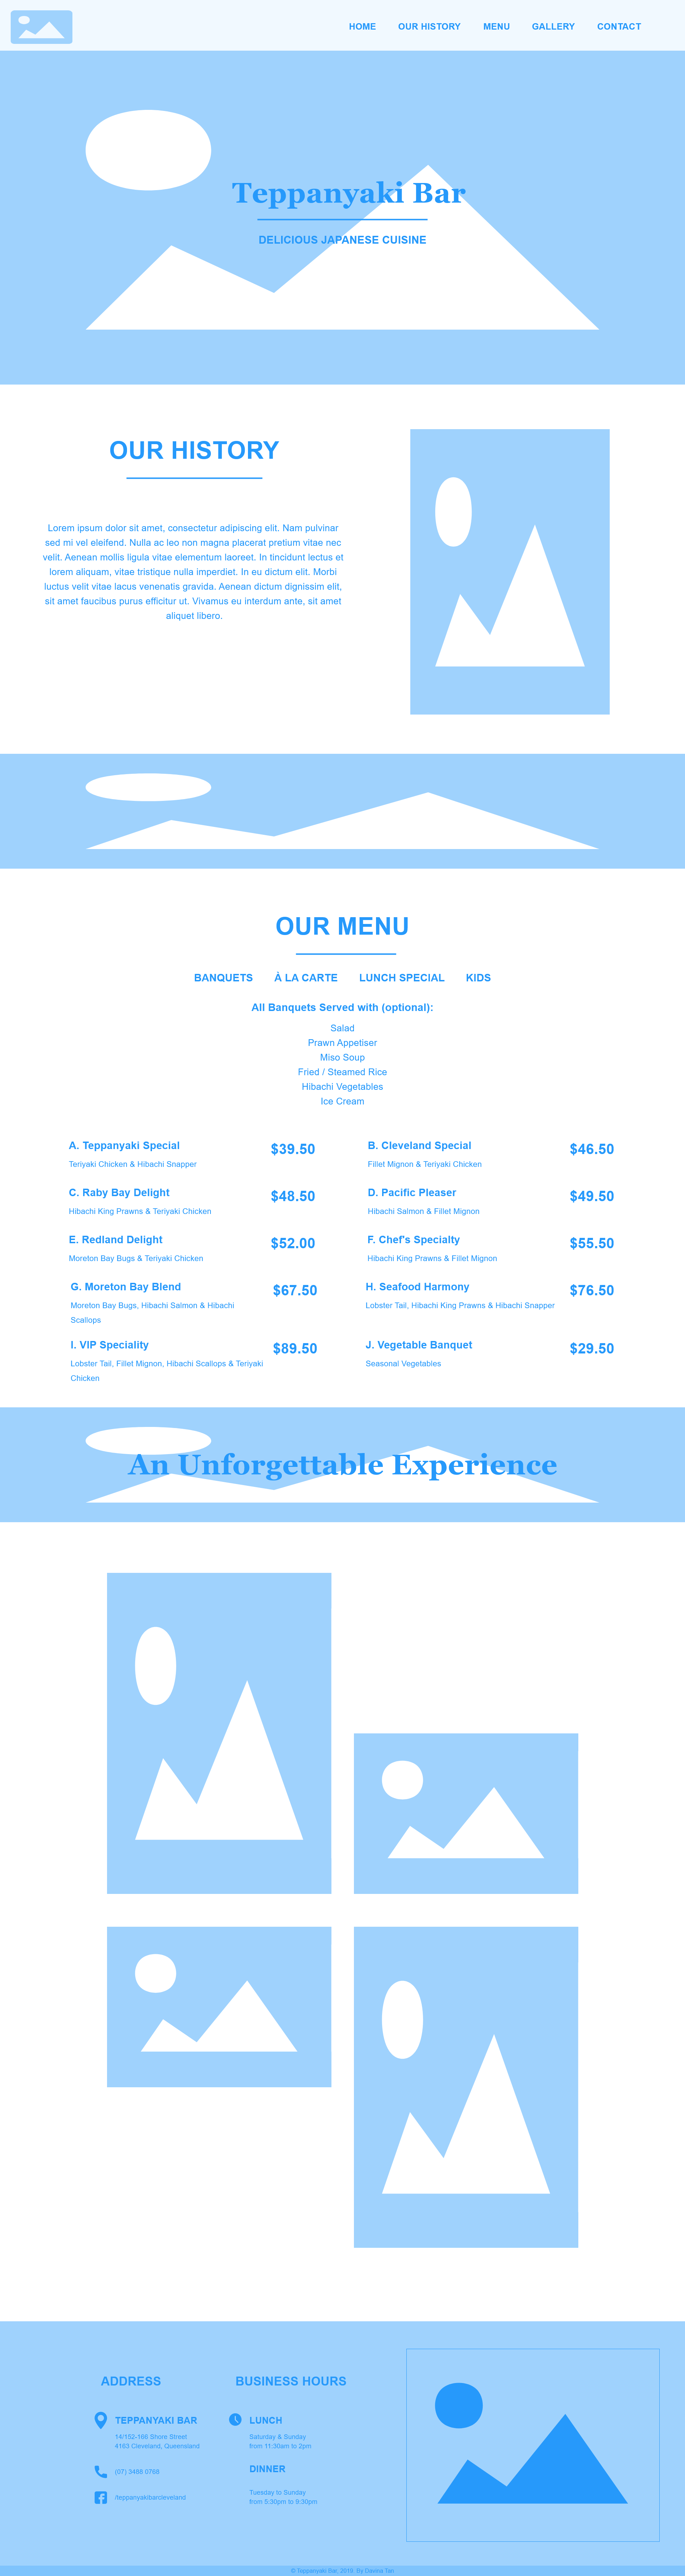 HOME OUR HISTORY MENU GALLERY CONTACT
Teppanyaki Bar
DELICIOUS JAPANESE CUISINE
OUR HISTORY
Lorem ipsum dolor sit amet, consectetur adipiscing elit. Nam pulvinar
sed mi vel eleifend. Nulla ac leo non magna placerat pretium vitae nec
velit. Aenean mollis ligula vitae elementum laoreet. In tincidunt lectus et
lorem aliquam, vitae tristique nulla imperdiet. In eu dictum elit. Morbi
luctus velit vitae lacus venenatis gravida. Aenean dictum dignissim elit,
sit amet faucibus purus efficitur ut. Vivamus eu interdum ante, sit amet
aliquet libero.
OUR MENU
BANQUETS À LA CARTE LUNCH SPECIAL KIDS
All Banquets Served with (optional):
Salad
Prawn Appetiser
Miso Soup
Fried / Steamed Rice
Hibachi Vegetables
Ice Cream
A. Teppanyaki Special $39.50
Teriyaki Chicken & Hibachi Snapper
B. Cleveland Special $46.50
Fillet Mignon & Teriyaki Chicken
C. Raby Bay Delight $48.50
Hibachi King Prawns & Teriyaki Chicken
D. Pacific Pleaser $49.50
Hibachi Salmon & Fillet Mignon
E. Redland Delight $52.00
Moreton Bay Bugs & Teriyaki Chicken
F. Chef's Specialty $55.50
Hibachi King Prawns & Fillet Mignon
G. Moreton Bay Blend $67.50
Moreton Bay Bugs, Hibachi Salmon & Hibachi
Scallops
H. Seafood Harmony $76.50
Lobster Tail, Hibachi King Prawns & Hibachi Snapper
I. VIP Speciality $89.50
Lobster Tail, Fillet Mignon, Hibachi Scallops & Teriyaki
Chicken
J. Vegetable Banquet $29.50
Seasonal Vegetables
An Unforgettable Experience
ADDRESS
TEPPANYAKI BAR
14/152-166 Shore Street
4163 Cleveland, Queensland
(07) 3488 0768
/teppanyakibarcleveland
BUSINESS HOURS
LUNCH
Saturday & Sunday
from 11:30am to 2pm
DINNER
Tuesday to Sunday
from 5:30pm to 9:30pm
© Teppanyaki Bar, 2019. By Davina Tan